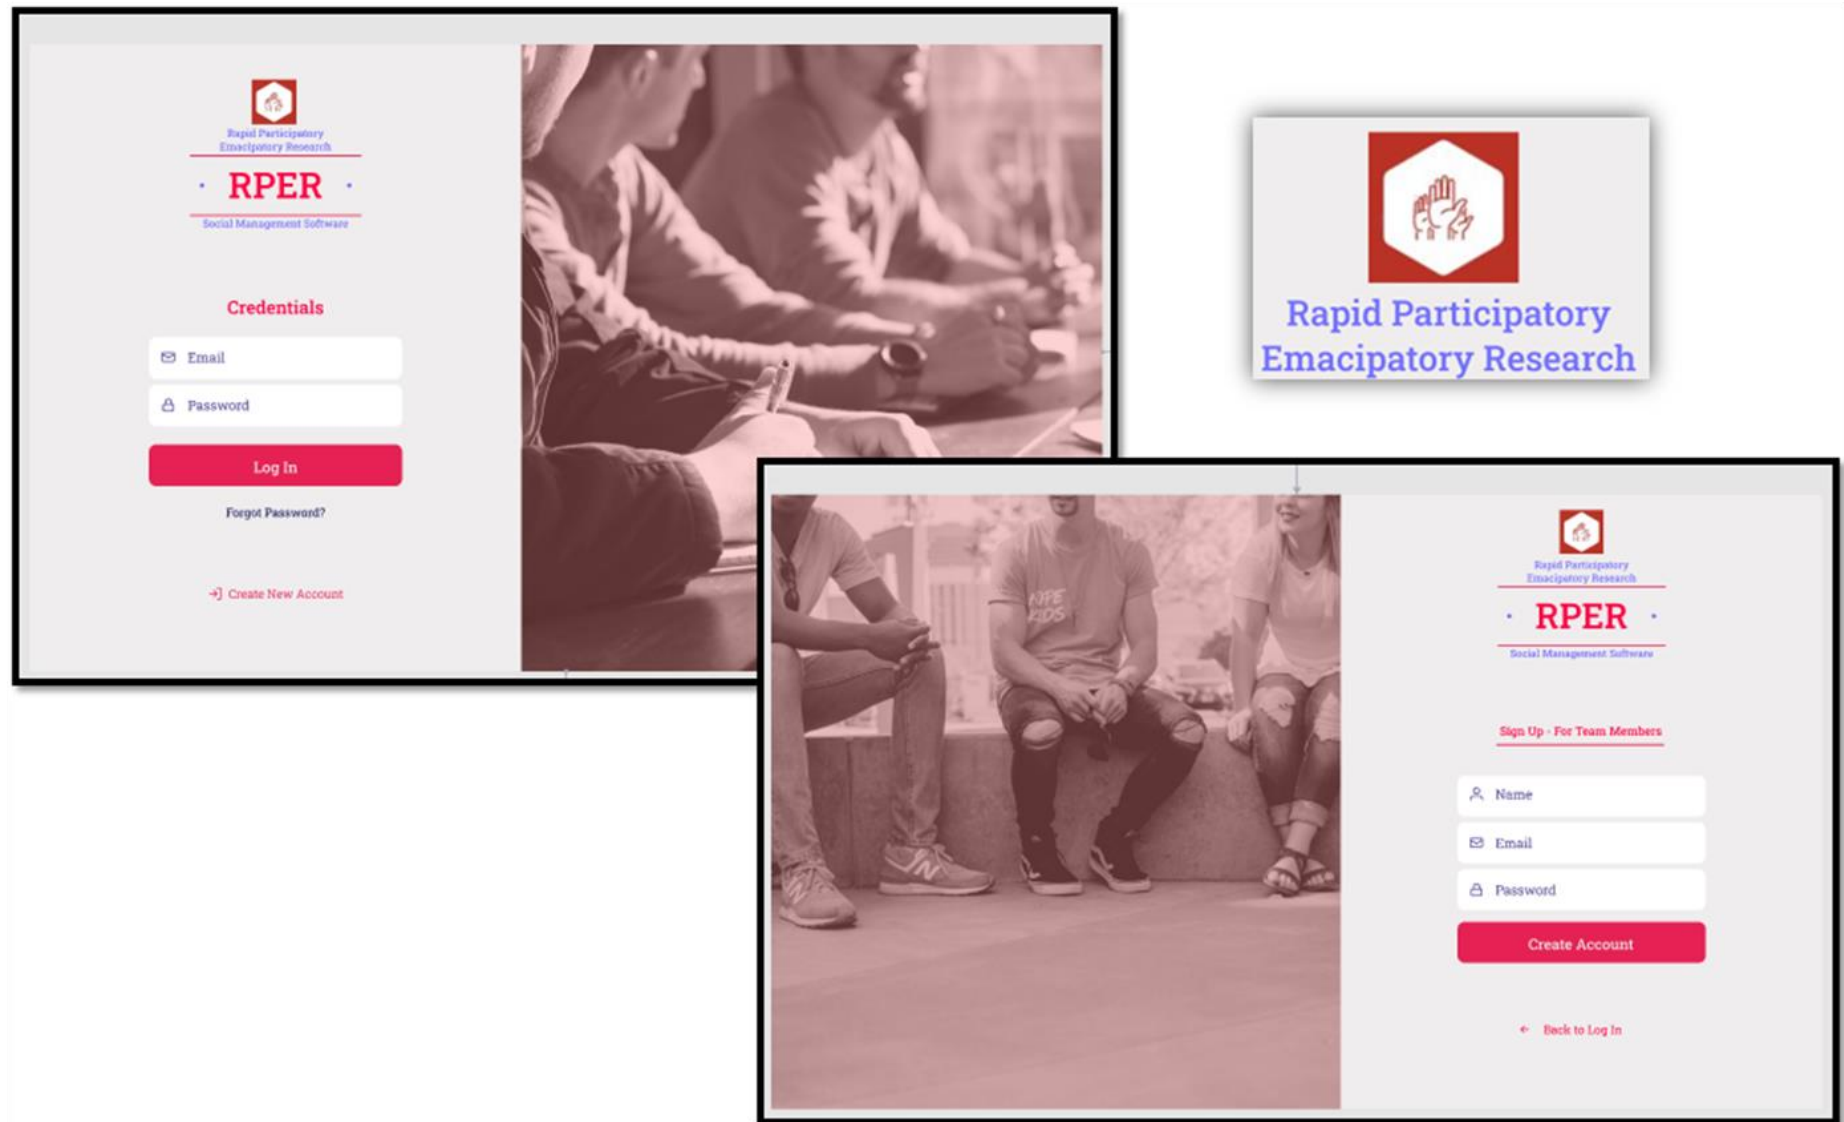 Rapid Participatory
Emacipatory Research
RPER
Social Management Software
Credentials
Email
Password
Log In
Forgot Password?
Create New Account
Rapid Participatory
Emacipatory Research
Rapid Participatory
Emacipatory Research
RPER
Social Management Software
Sign Up - For Team Members
Name
Email
Password
Create Account
Back to Log In
KIDS
N
N